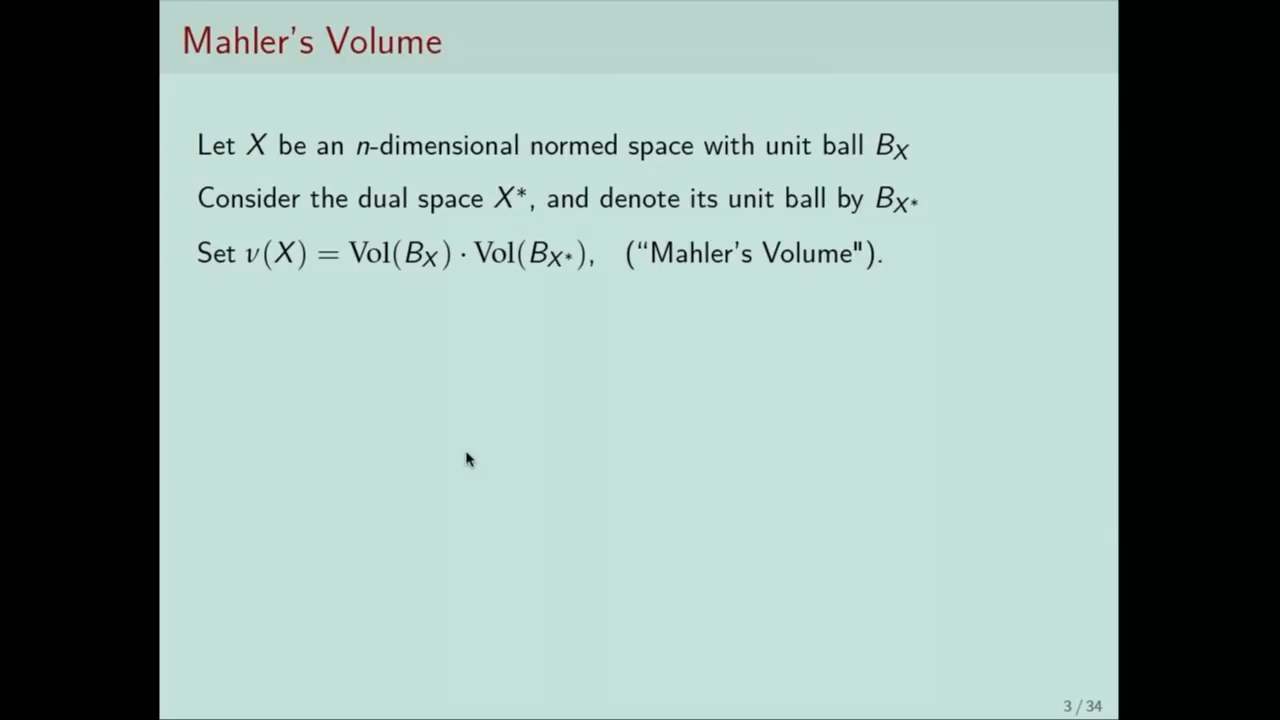 Mahler's Volume
Let X be an n-dimensional normed space with unit ball B_X
Consider the dual space X*, and denote its unit ball by B_{X*}
Set ν(X) = Vol(B_X) · Vol(B_{X*}), (“Mahler's Volume").
3 / 34